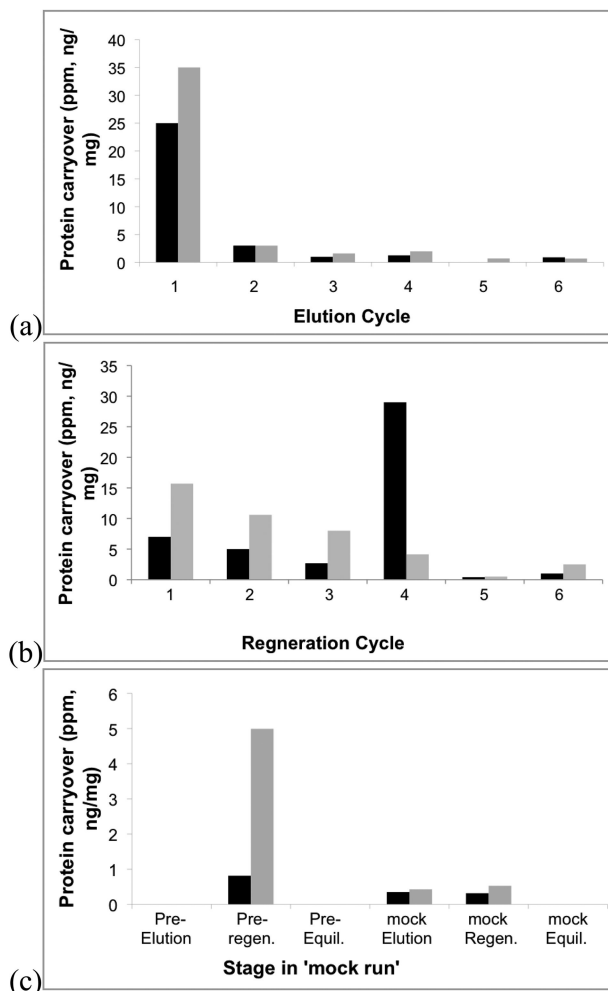 Protein carryover (ppm, ng/
mg)
40
35
30
25
20
15
10
5
0
1 2 3 4 5 6
Elution Cycle
(a)
Protein carryover (ppm, ng/
mg)
35
30
25
20
15
10
5
0
1 2 3 4 5 6
Regneration Cycle
(b)
Protein carryover (ppm,
ng/mg)
6
5
4
3
2
1
0
Pre- Pre- Pre- mock mock mock
Elution regen. Equil. Elution Regen. Equil.
Stage in 'mock run'
(c)